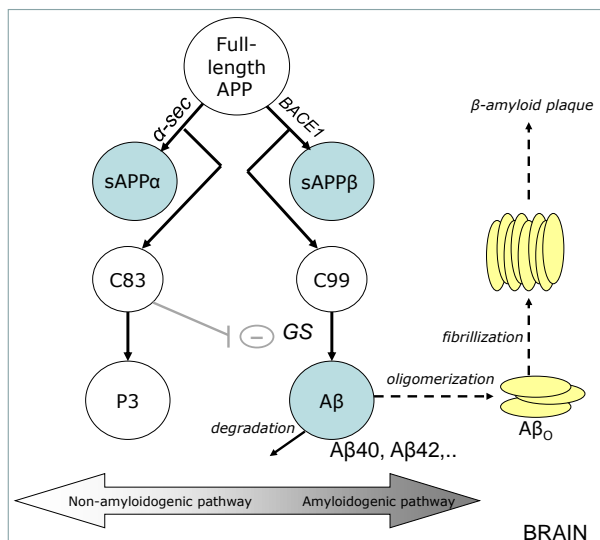 Full-
length
APP
α-sec
BACE1
β-amyloid plaque
sAPPα
sAPPβ
C83
C99
− GS
fibrillization
oligomerization
P3
Aβ
Aβo
degradation
Aβ40, Aβ42,..
Non-amyloidogenic pathway
Amyloidogenic pathway
BRAIN